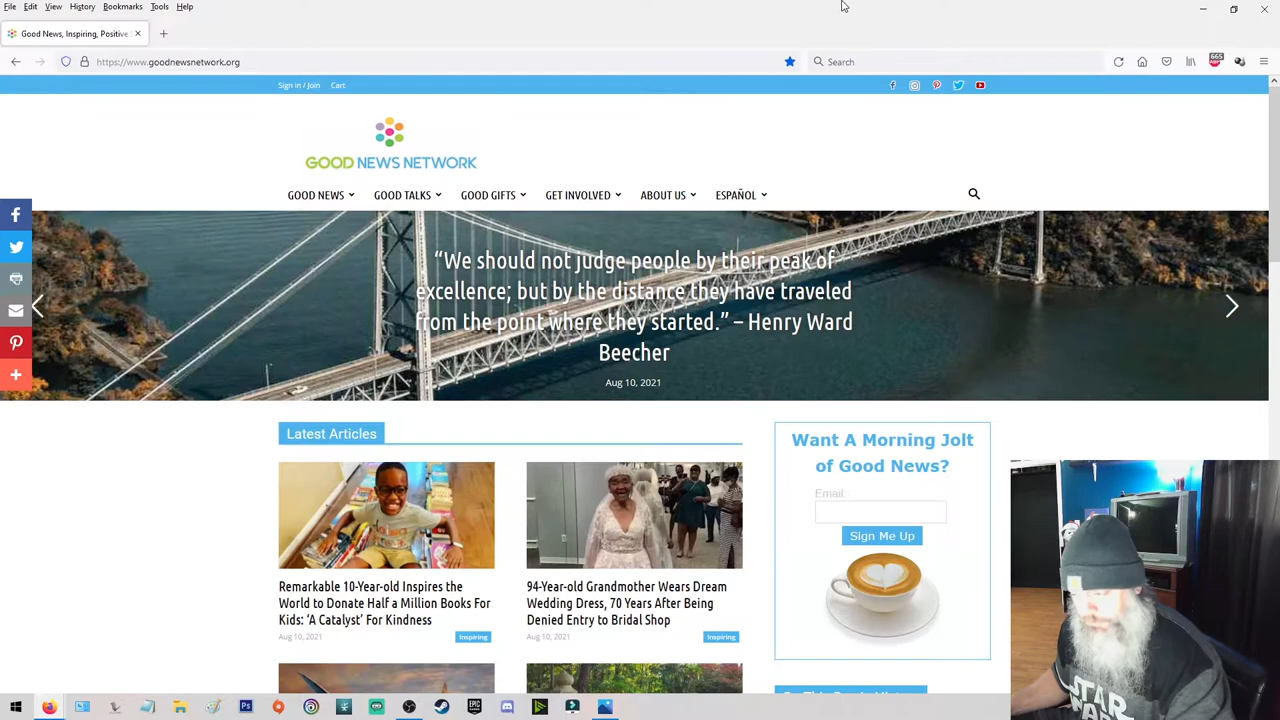 File Edit View History Bookmarks Tools Help
Good News, Inspiring, Positive
https://www.goodnewsnetwork.org
Search
665
ABP
Sign in / Join Cart
GOOD NEWS NETWORK
GOOD NEWS GOOD TALKS GOOD GIFTS GET INVOLVED ABOUT US ESPAÑOL
“We should not judge people by their peak of
excellence; but by the distance they have traveled
from the point where they started.” – Henry Ward
Beecher
Aug 10, 2021
Latest Articles
Want A Morning Jolt
of Good News?
Email:
Sign Me Up
Remarkable 10-Year-old Inspires the
World to Donate Half a Million Books For
Kids: ‘A Catalyst’ For Kindness
Aug 10, 2021 Inspiring
94-Year-old Grandmother Wears Dream
Wedding Dress, 70 Years After Being
Denied Entry to Bridal Shop
Aug 10, 2021 Inspiring
STAR